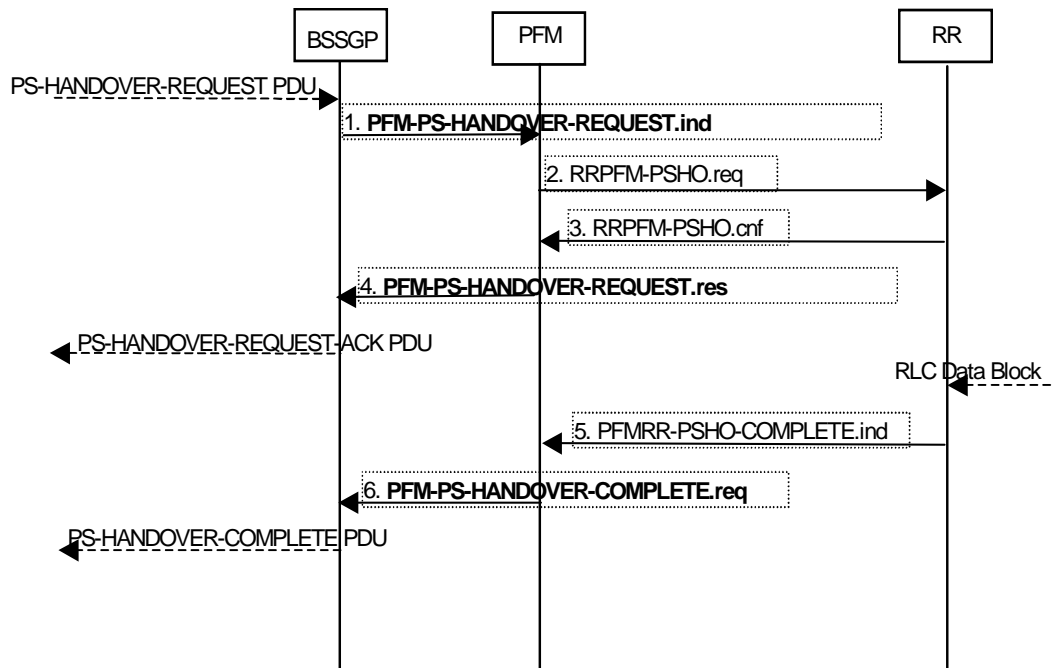 BSSGP
PFM
RR
PS-HANDOVER-REQUEST PDU
1. PFM-PS-HANDOVER-REQUEST.ind
2. RRPFM-PSHO.req
3. RRPFM-PSHO.cnf
4. PFM-PS-HANDOVER-REQUEST.res
PS-HANDOVER-REQUEST-ACK PDU
RLC Data Block
5. PFMRR-PSHO-COMPLETE.ind
6. PFM-PS-HANDOVER-COMPLETE.req
PS-HANDOVER-COMPLETE PDU